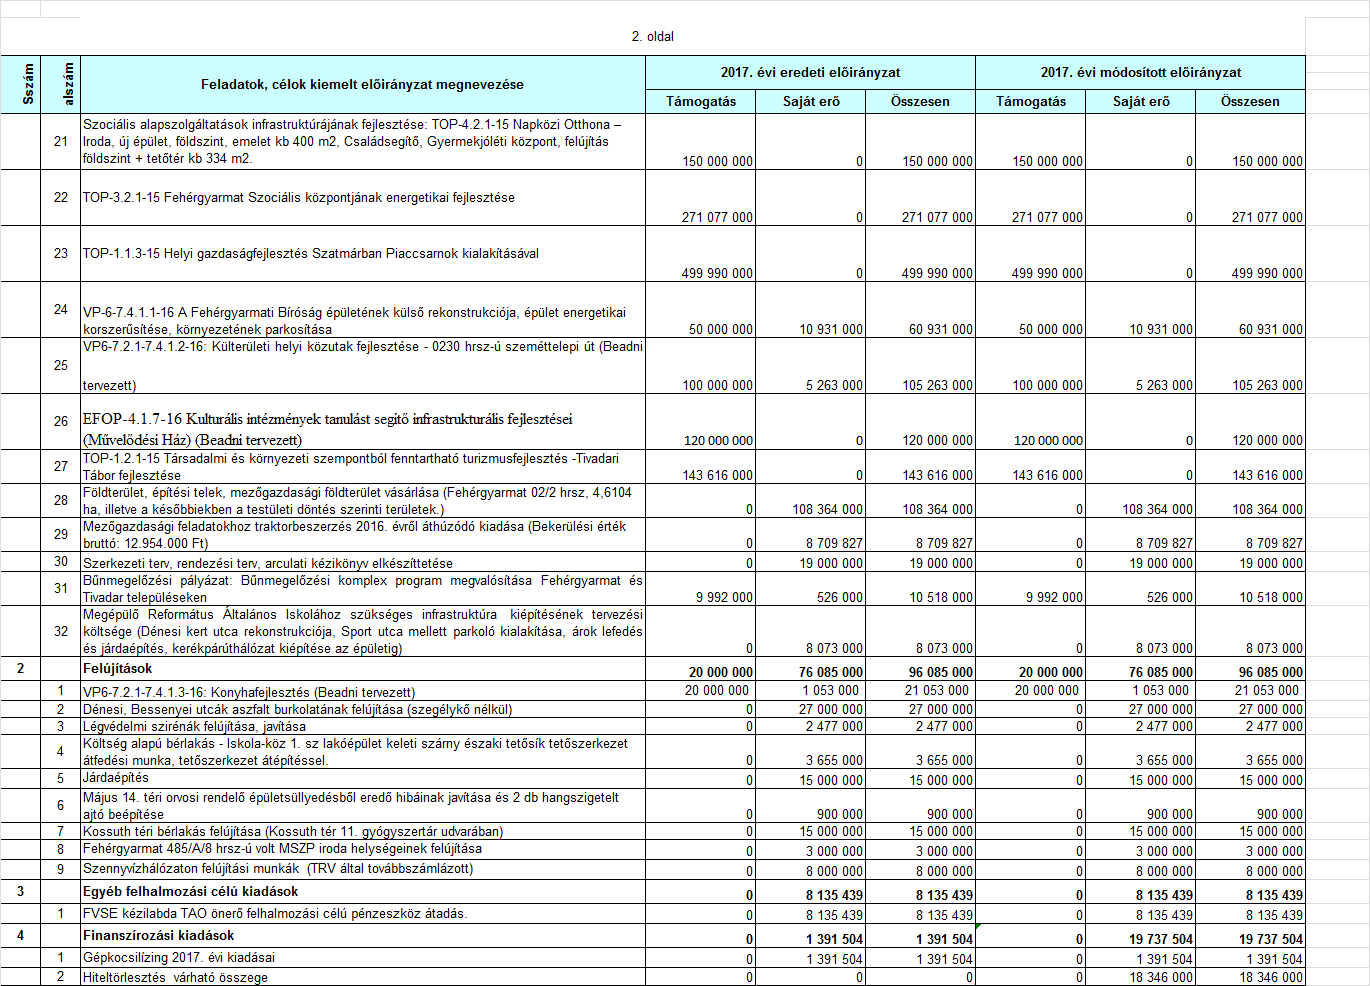 2. oldal
Sszám alszám Feladatok, célok kiemelt előirányzat megnevezése 2017. évi eredeti előirányzat 2017. évi módosított előirányzat
Támogatás Saját erő Összesen Támogatás Saját erő Összesen
Szociális alapszolgáltatások infrastruktúrájának fejlesztése: TOP-4.2.1-15 Napközi Otthona –
21 Iroda, új épület, földszint, emelet kb 400 m2, Családsegítő, Gyermekjóléti központ, felújítás
földszint + tetőtér kb 334 m2. 150 000 000 0 150 000 000 150 000 000 0 150 000 000
22 TOP-3.2.1-15 Fehérgyarmat Szociális központjának energetikai fejlesztése
271 077 000 0 271 077 000 271 077 000 0 271 077 000
23 TOP-1.1.3-15 Helyi gazdaságfejlesztés Szatmárban Piaccsarnok kialakításával
499 990 000 0 499 990 000 499 990 000 0 499 990 000
24 VP-6-7.4.1.1-16 A Fehérgyarmati Bíróság épületének külső rekonstrukciója, épület energetikai
korszerűsítése, környezetének parkosítása 50 000 000 10 931 000 60 931 000 50 000 000 10 931 000 60 931 000
VP6-7.2.1-7.4.1.2-16: Külterületi helyi közutak fejlesztése - 0230 hrsz-ú szeméttelepi út (Beadni
25
tervezett) 100 000 000 5 263 000 105 263 000 100 000 000 5 263 000 105 263 000
26 EFOP-4.1.7-16 Kulturális intézmények tanulást segitő infrastrukturális fejlesztései
(Művelődési Ház) (Beadni tervezett) 120 000 000 0 120 000 000 120 000 000 0 120 000 000
27 TOP-1.2.1-15 Társadalmi és környezeti szempontból fenntartható turizmusfejlesztés -Tivadari
Tábor fejlesztése 143 616 000 0 143 616 000 143 616 000 0 143 616 000
28 Földterület, építési telek, mezőgazdasági földterület vásárlása (Fehérgyarmat 02/2 hrsz, 4,6104
ha, illetve a későbbiekben a testületi döntés szerinti területek.) 0 108 364 000 108 364 000 0 108 364 000 108 364 000
29 Mezőgazdasági feladatokhoz traktorbeszerzés 2016. évről áthúzódó kiadása (Bekerülési érték
bruttó: 12.954.000 Ft) 0 8 709 827 8 709 827 0 8 709 827 8 709 827
30 Szerkezeti terv, rendezési terv, arculati kézikönyv elkészíttetése 0 19 000 000 19 000 000 0 19 000 000 19 000 000
31 Bűnmegelőzési pályázat: Bűnmegelőzési komplex program megvalósítása Fehérgyarmat és
Tivadar településeken 9 992 000 526 000 10 518 000 9 992 000 526 000 10 518 000
Megépülő Református Általános Iskolához szükséges infrastruktúra kiépítésének tervezési
32 költsége (Dénesi kert utca rekonstrukciója, Sport utca mellett parkoló kialakítása, árok lefedés
és járdaépítés, kerékpárúthálózat kiépítése az épületig) 0 8 073 000 8 073 000 0 8 073 000 8 073 000
2 Felújítások 20 000 000 76 085 000 96 085 000 20 000 000 76 085 000 96 085 000
1 VP6-7.2.1-7.4.1.3-16: Konyhafejlesztés (Beadni tervezett) 20 000 000 1 053 000 21 053 000 20 000 000 1 053 000 21 053 000
2 Dénesi, Bessenyei utcák aszfalt burkolatának felújítása (szegélykő nélkül) 0 27 000 000 27 000 000 0 27 000 000 27 000 000
3 Légvédelmi szirénák felújítása, javítása 0 2 477 000 2 477 000 0 2 477 000 2 477 000
4 Költség alapú bérlakás - Iskola-köz 1. sz lakóépület keleti szárny északi tetősík tetőszerkezet
átfedési munka, tetőszerkezet átépítéssel. 0 3 655 000 3 655 000 0 3 655 000 3 655 000
5 Járdaépítés 0 15 000 000 15 000 000 0 15 000 000 15 000 000
6 Május 14. téri orvosi rendelő épületsüllyedésből eredő hibáinak javítása és 2 db hangszigetelt
ajtó beépítése 0 900 000 900 000 0 900 000 900 000
7 Kossuth téri bérlakás felújítása (Kossuth tér 11. gyógyszertár udvarában) 0 15 000 000 15 000 000 0 15 000 000 15 000 000
8 Fehérgyarmat 485/A/8 hrsz-ú volt MSZP iroda helységeinek felújítása 0 3 000 000 3 000 000 0 3 000 000 3 000 000
9 Szennyvízhálózaton felújítási munkák (TRV által továbbszámlázott) 0 8 000 000 8 000 000 0 8 000 000 8 000 000
3 Egyéb felhalmozási célú kiadások 0 8 135 439 8 135 439 0 8 135 439 8 135 439
1 FVSE kézilabda TAO önerő felhalmozási célú pénzeszköz átadás. 0 8 135 439 8 135 439 0 8 135 439 8 135 439
4 Finanszírozási kiadások 0 1 391 504 1 391 504 0 19 737 504 19 737 504
1 Gépkocsilízing 2017. évi kiadásai 0 1 391 504 1 391 504 0 1 391 504 1 391 504
2 Hiteltörlesztés várható összege 0 0 0 0 18 346 000 18 346 000